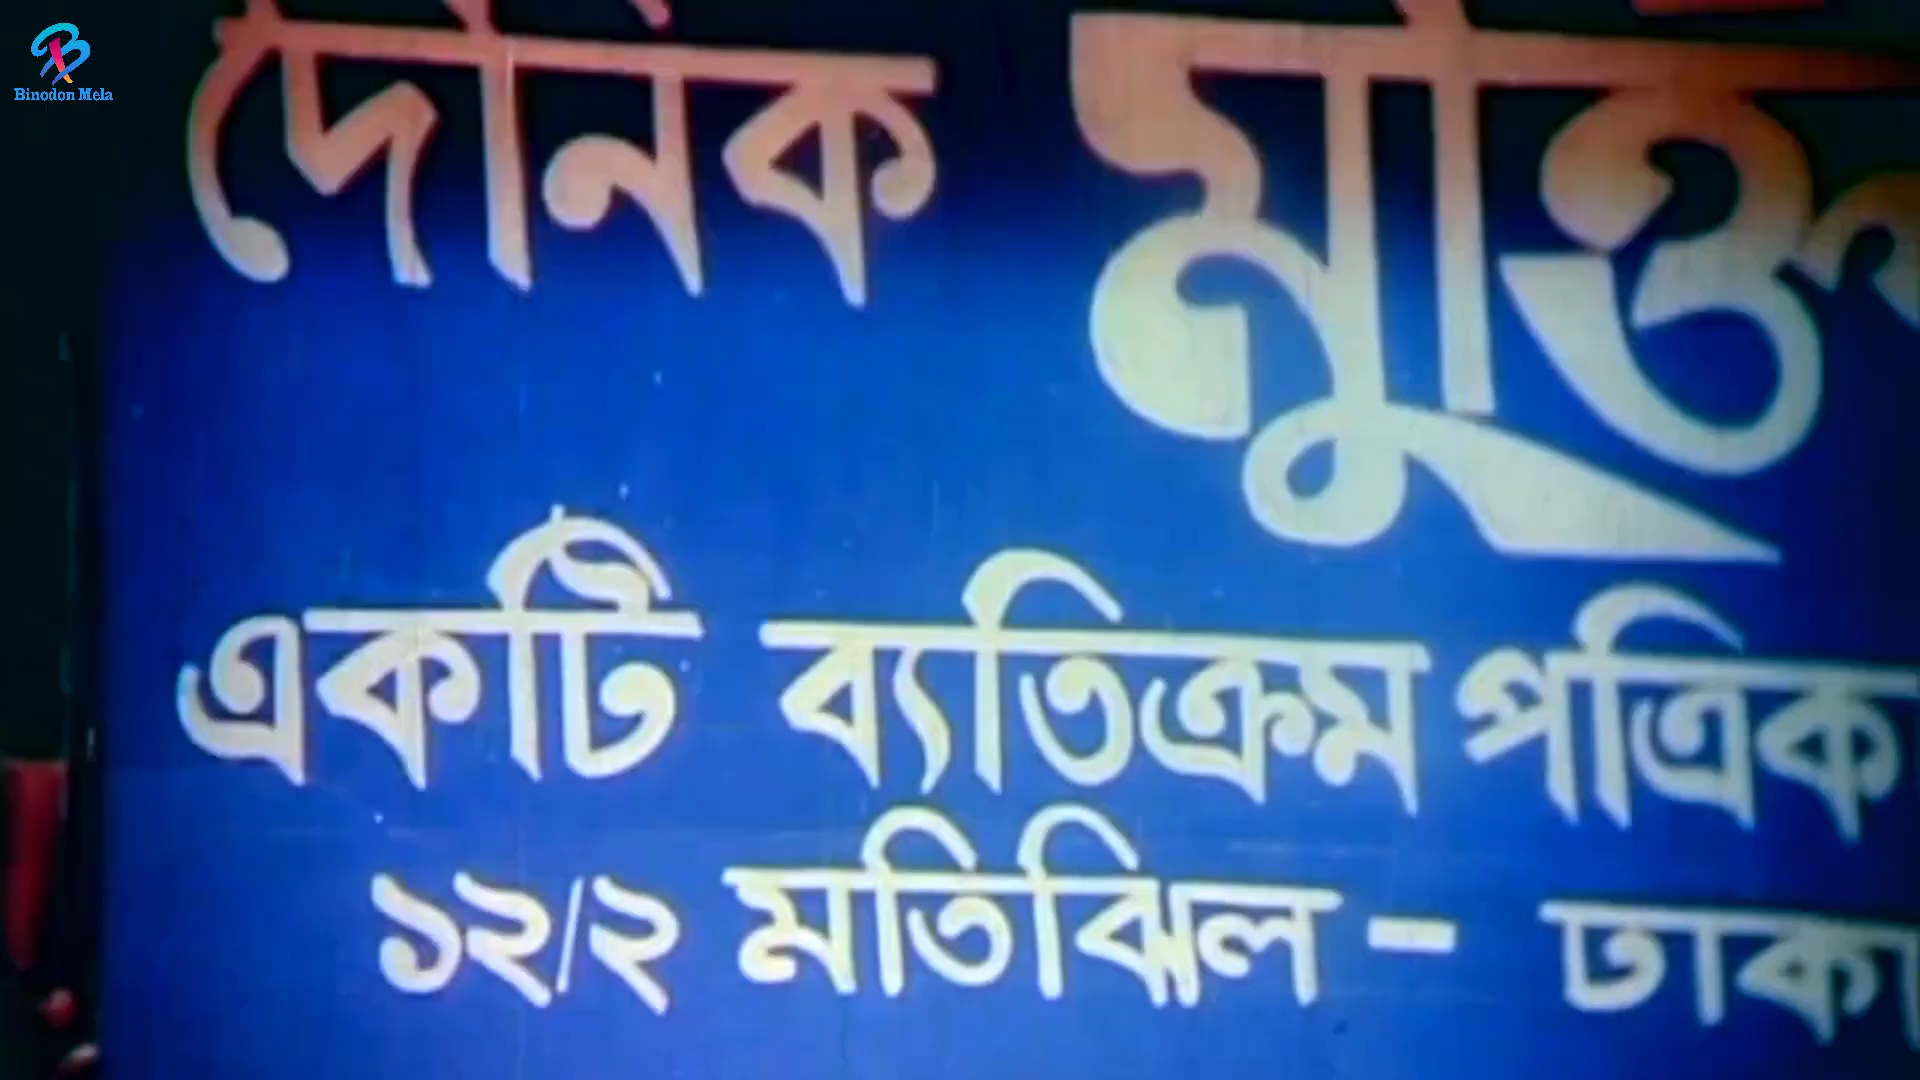 Binodon Mela
দৈনিক মুক্তি
একটি ব্যতিক্রম পত্রিকা
১২/২ মতিঝিল - ঢাকা